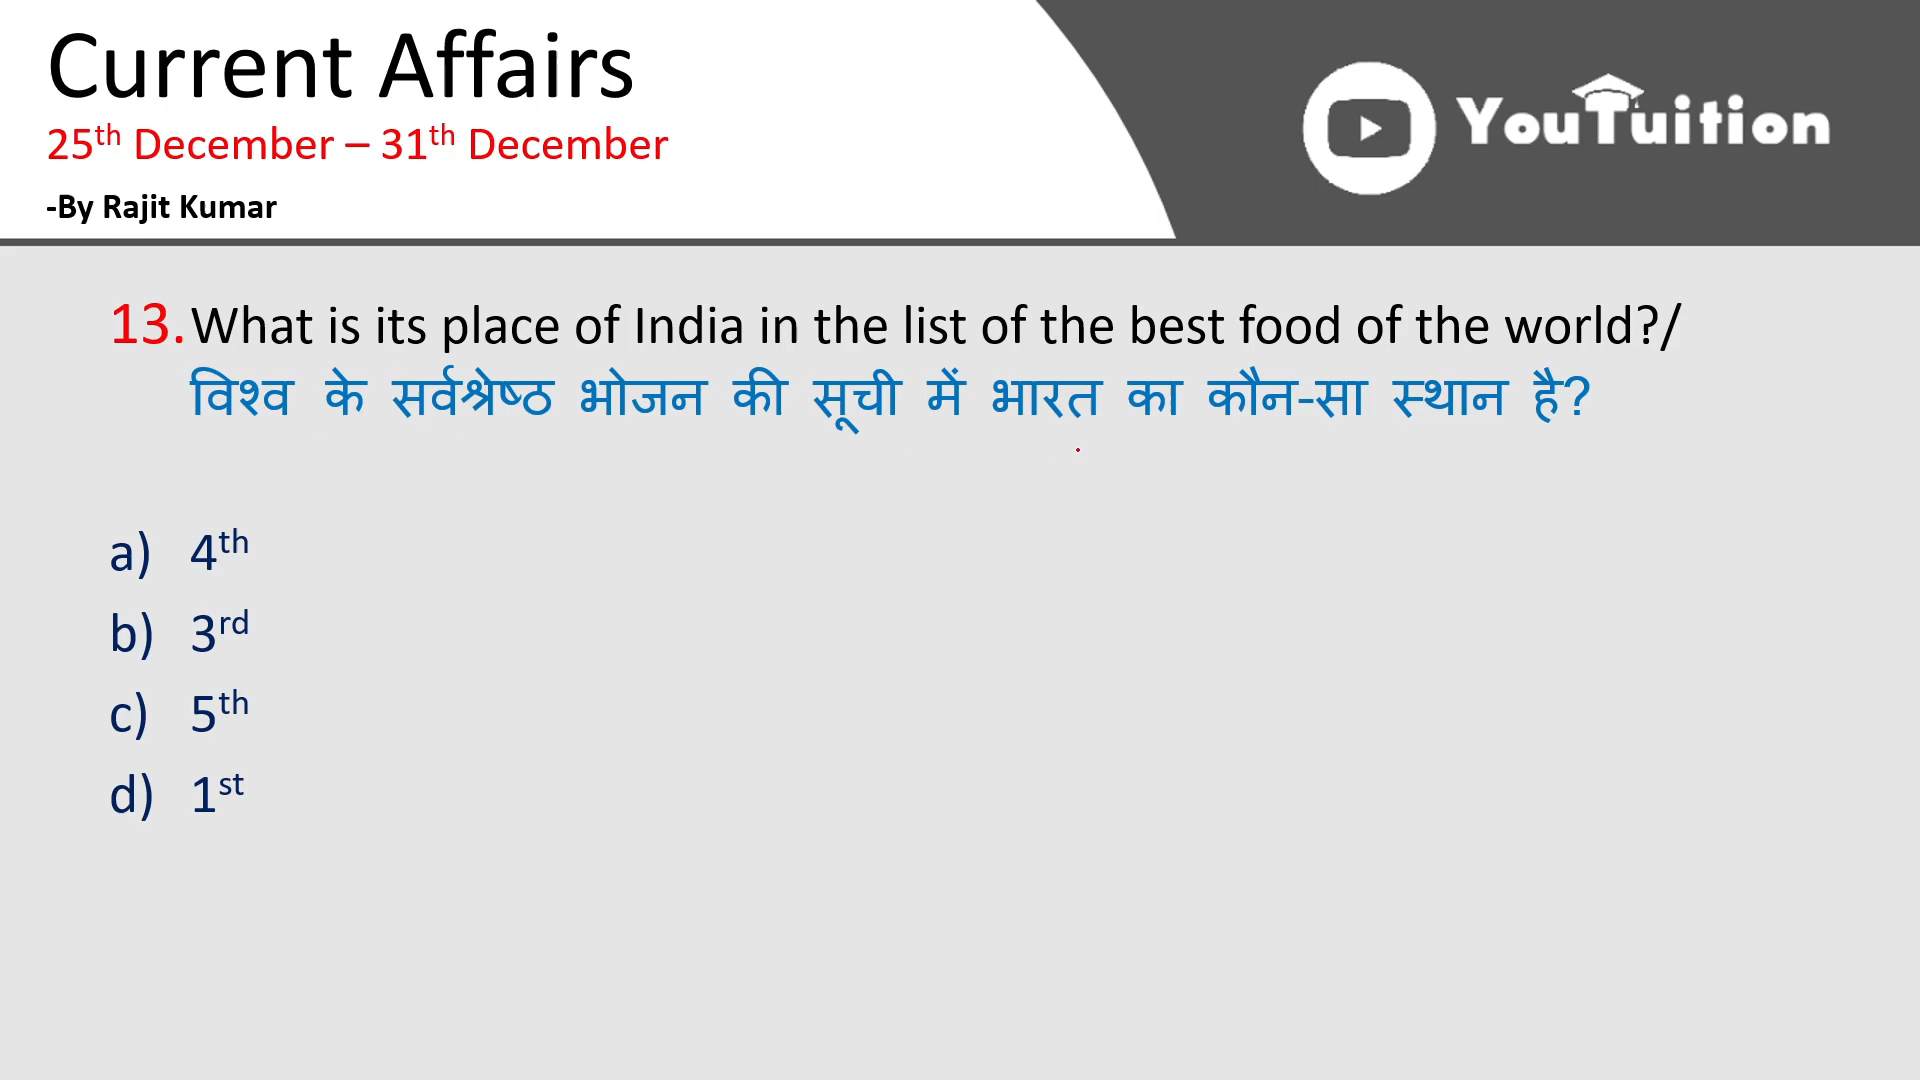 Current Affairs
25th December – 31th December
-By Rajit Kumar
YouTuition
13. What is its place of India in the list of the best food of the world?/
विश्व के सर्वश्रेष्ठ भोजन की सूची में भारत का कौन-सा स्थान है?
a) 4th
b) 3rd
c) 5th
d) 1st